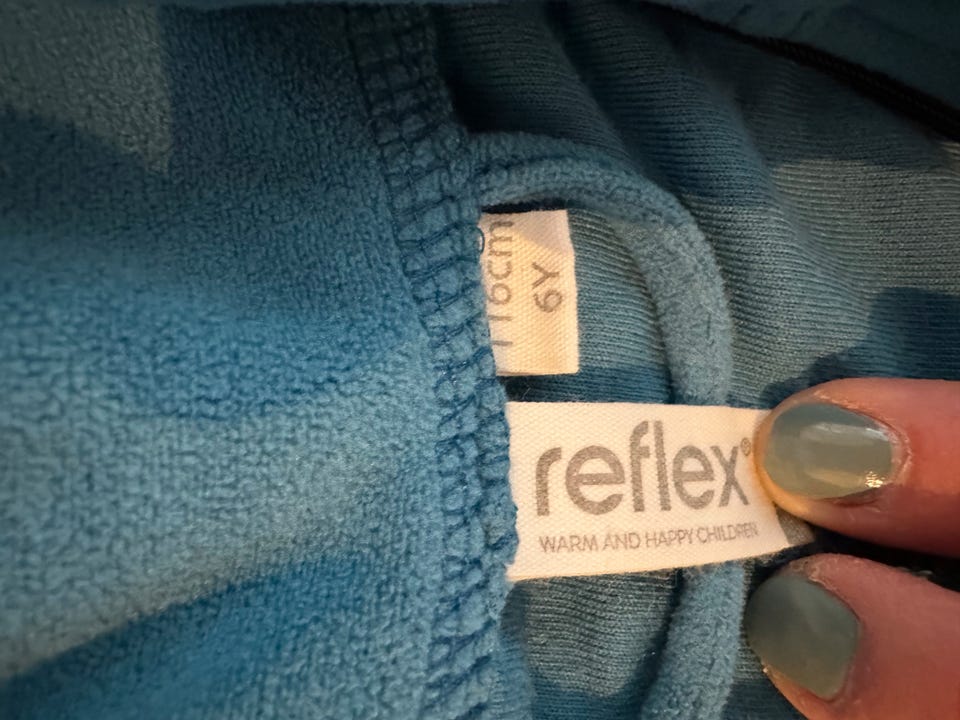 116cm
6Y
reflex®
WARM AND HAPPY CHILDREN